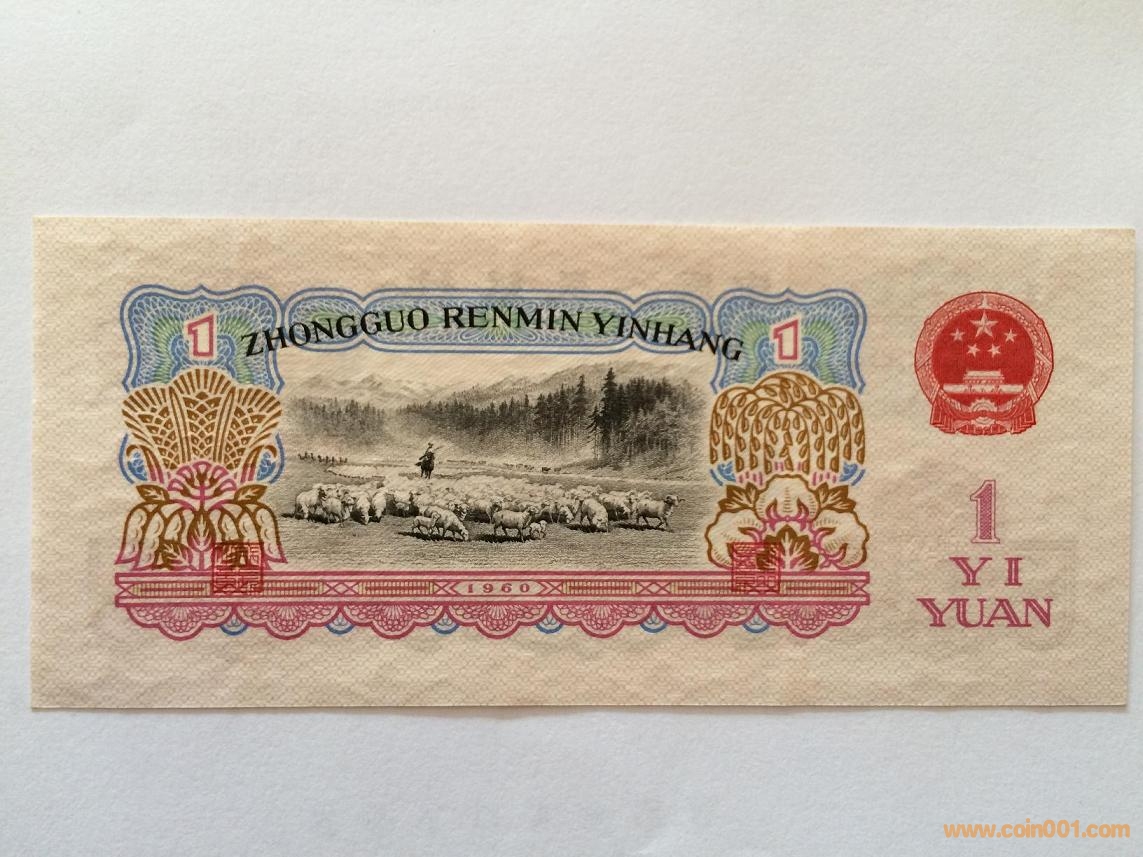 ZHONGGUO RENMIN YINHANG
1
1
1960
1
YI
YUAN
www.coin001.com